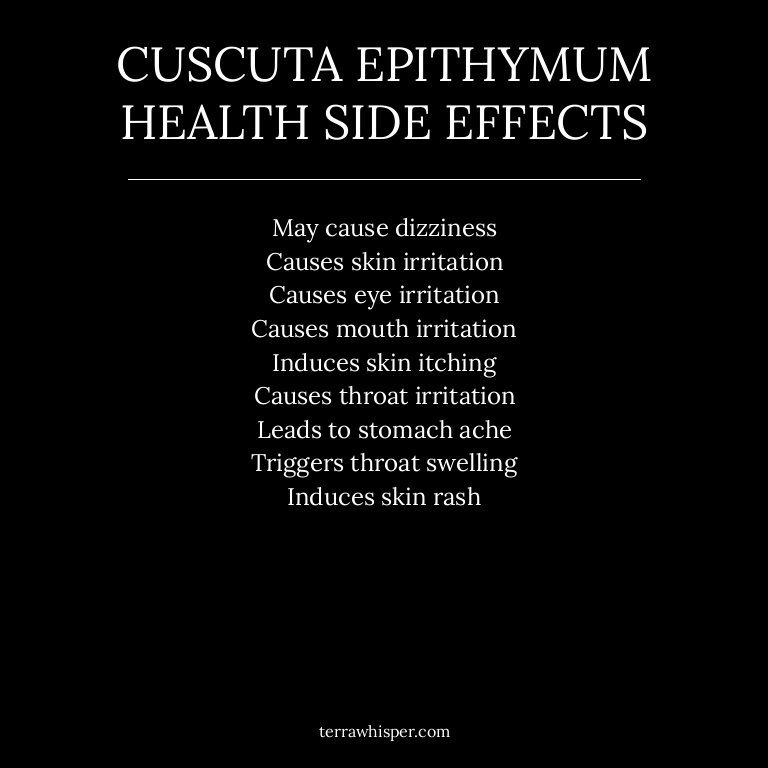 CUSCUTA EPITHYMUM
HEALTH SIDE EFFECTS
May cause dizziness
Causes skin irritation
Causes eye irritation
Causes mouth irritation
Induces skin itching
Causes throat irritation
Leads to stomach ache
Triggers throat swelling
Induces skin rash
terrawhisper.com